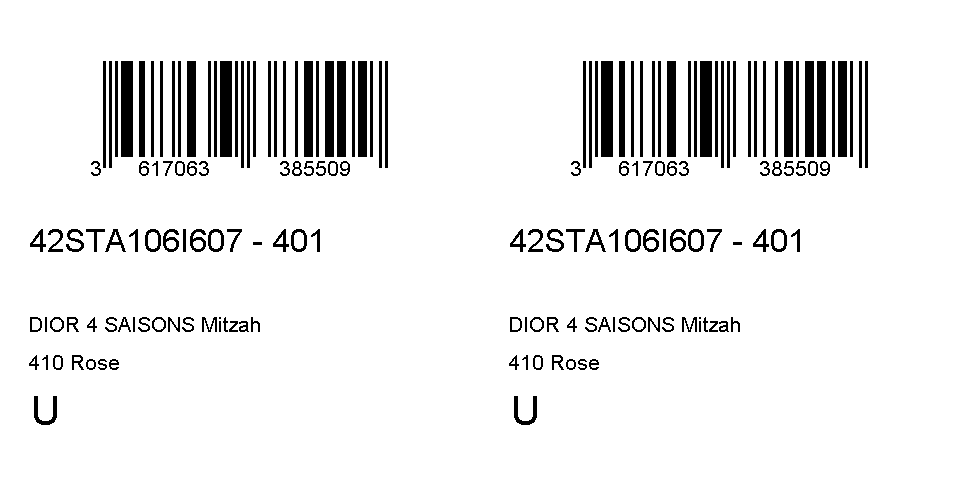 3 617063 385509
42STA106I607 - 401
DIOR 4 SAISONS Mitzah
410 Rose
U
3 617063 385509
42STA106I607 - 401
DIOR 4 SAISONS Mitzah
410 Rose
U